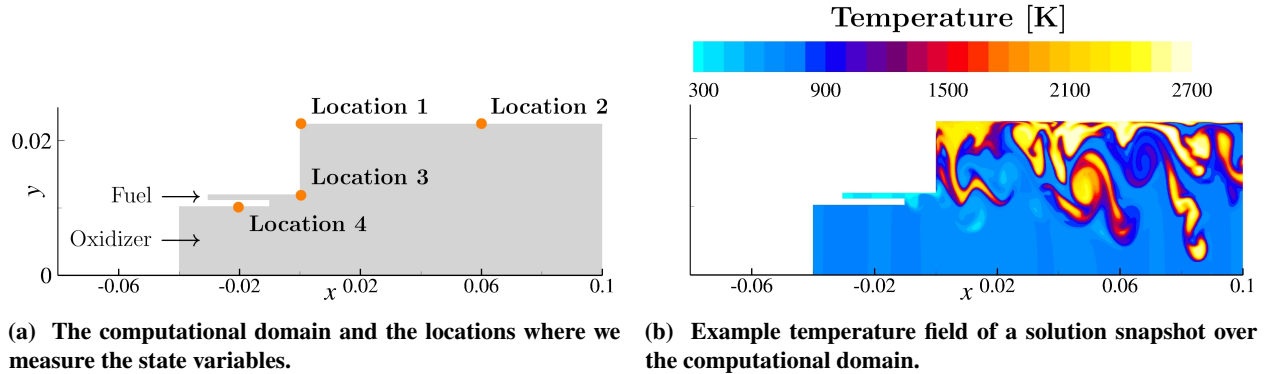 Location 1
Location 2
0.02
y
Fuel
Location 3
Location 4
Oxidizer
0
-0.06
-0.02
x
0.02
0.06
0.1
(a) The computational domain and the locations where we
measure the state variables.
Temperature [K]
300
900
1500
2100
2700
-0.06
-0.02
0.02
x
0.06
0.1
(b) Example temperature field of a solution snapshot over
the computational domain.